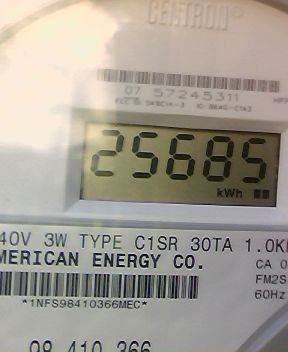 CENTRON®
07 57245311
25685
kWh
40V 3W TYPE C1SR 30TA 1.0K
MERICAN ENERGY CO.
CA 0
FM2S
60Hz
*1NFS98410366MEC*
98 410 366